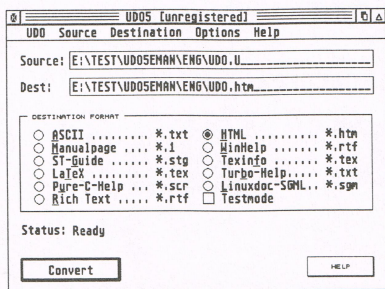 UDO5 [unregistered]
UDO Source Destination Options Help
Source: E:\TEST\UDO5EMAN\ENG\UDO.U
Dest: E:\TEST\UDO5EMAN\ENG\UDO.htm
DESTINATION FORMAT
ASCII ......... *.txt HTML .......... *.htm
Manualpage .... *.1 WinHelp ....... *.rtf
ST-Guide ...... *.stg Texinfo ....... *.tex
LaTeX ......... *.tex Turbo-Help..... *.txt
Pure-C-Help ... *.scr Linuxdoc-SGML.. *.sgm
Rich Text ..... *.rtf Testmode
Status: Ready
Convert HELP